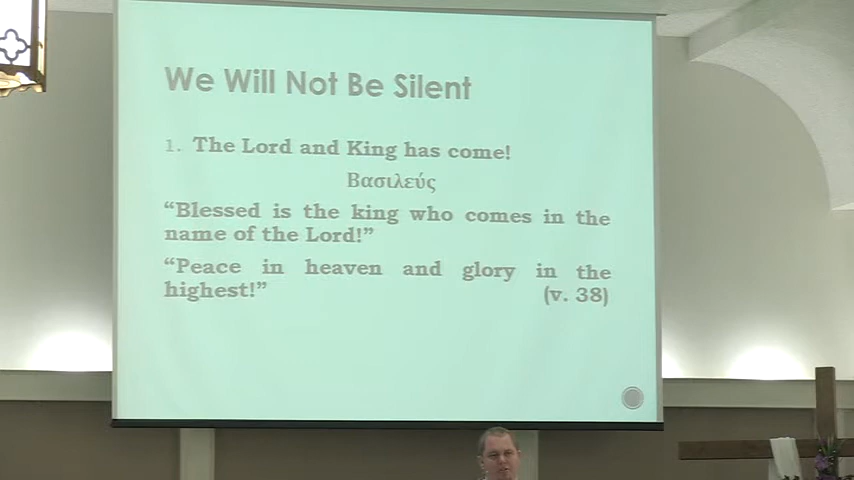 We Will Not Be Silent
1. The Lord and King has come!
Βασιλεύς
“Blessed is the king who comes in the
name of the Lord!”
“Peace in heaven and glory in the
highest!” (v. 38)